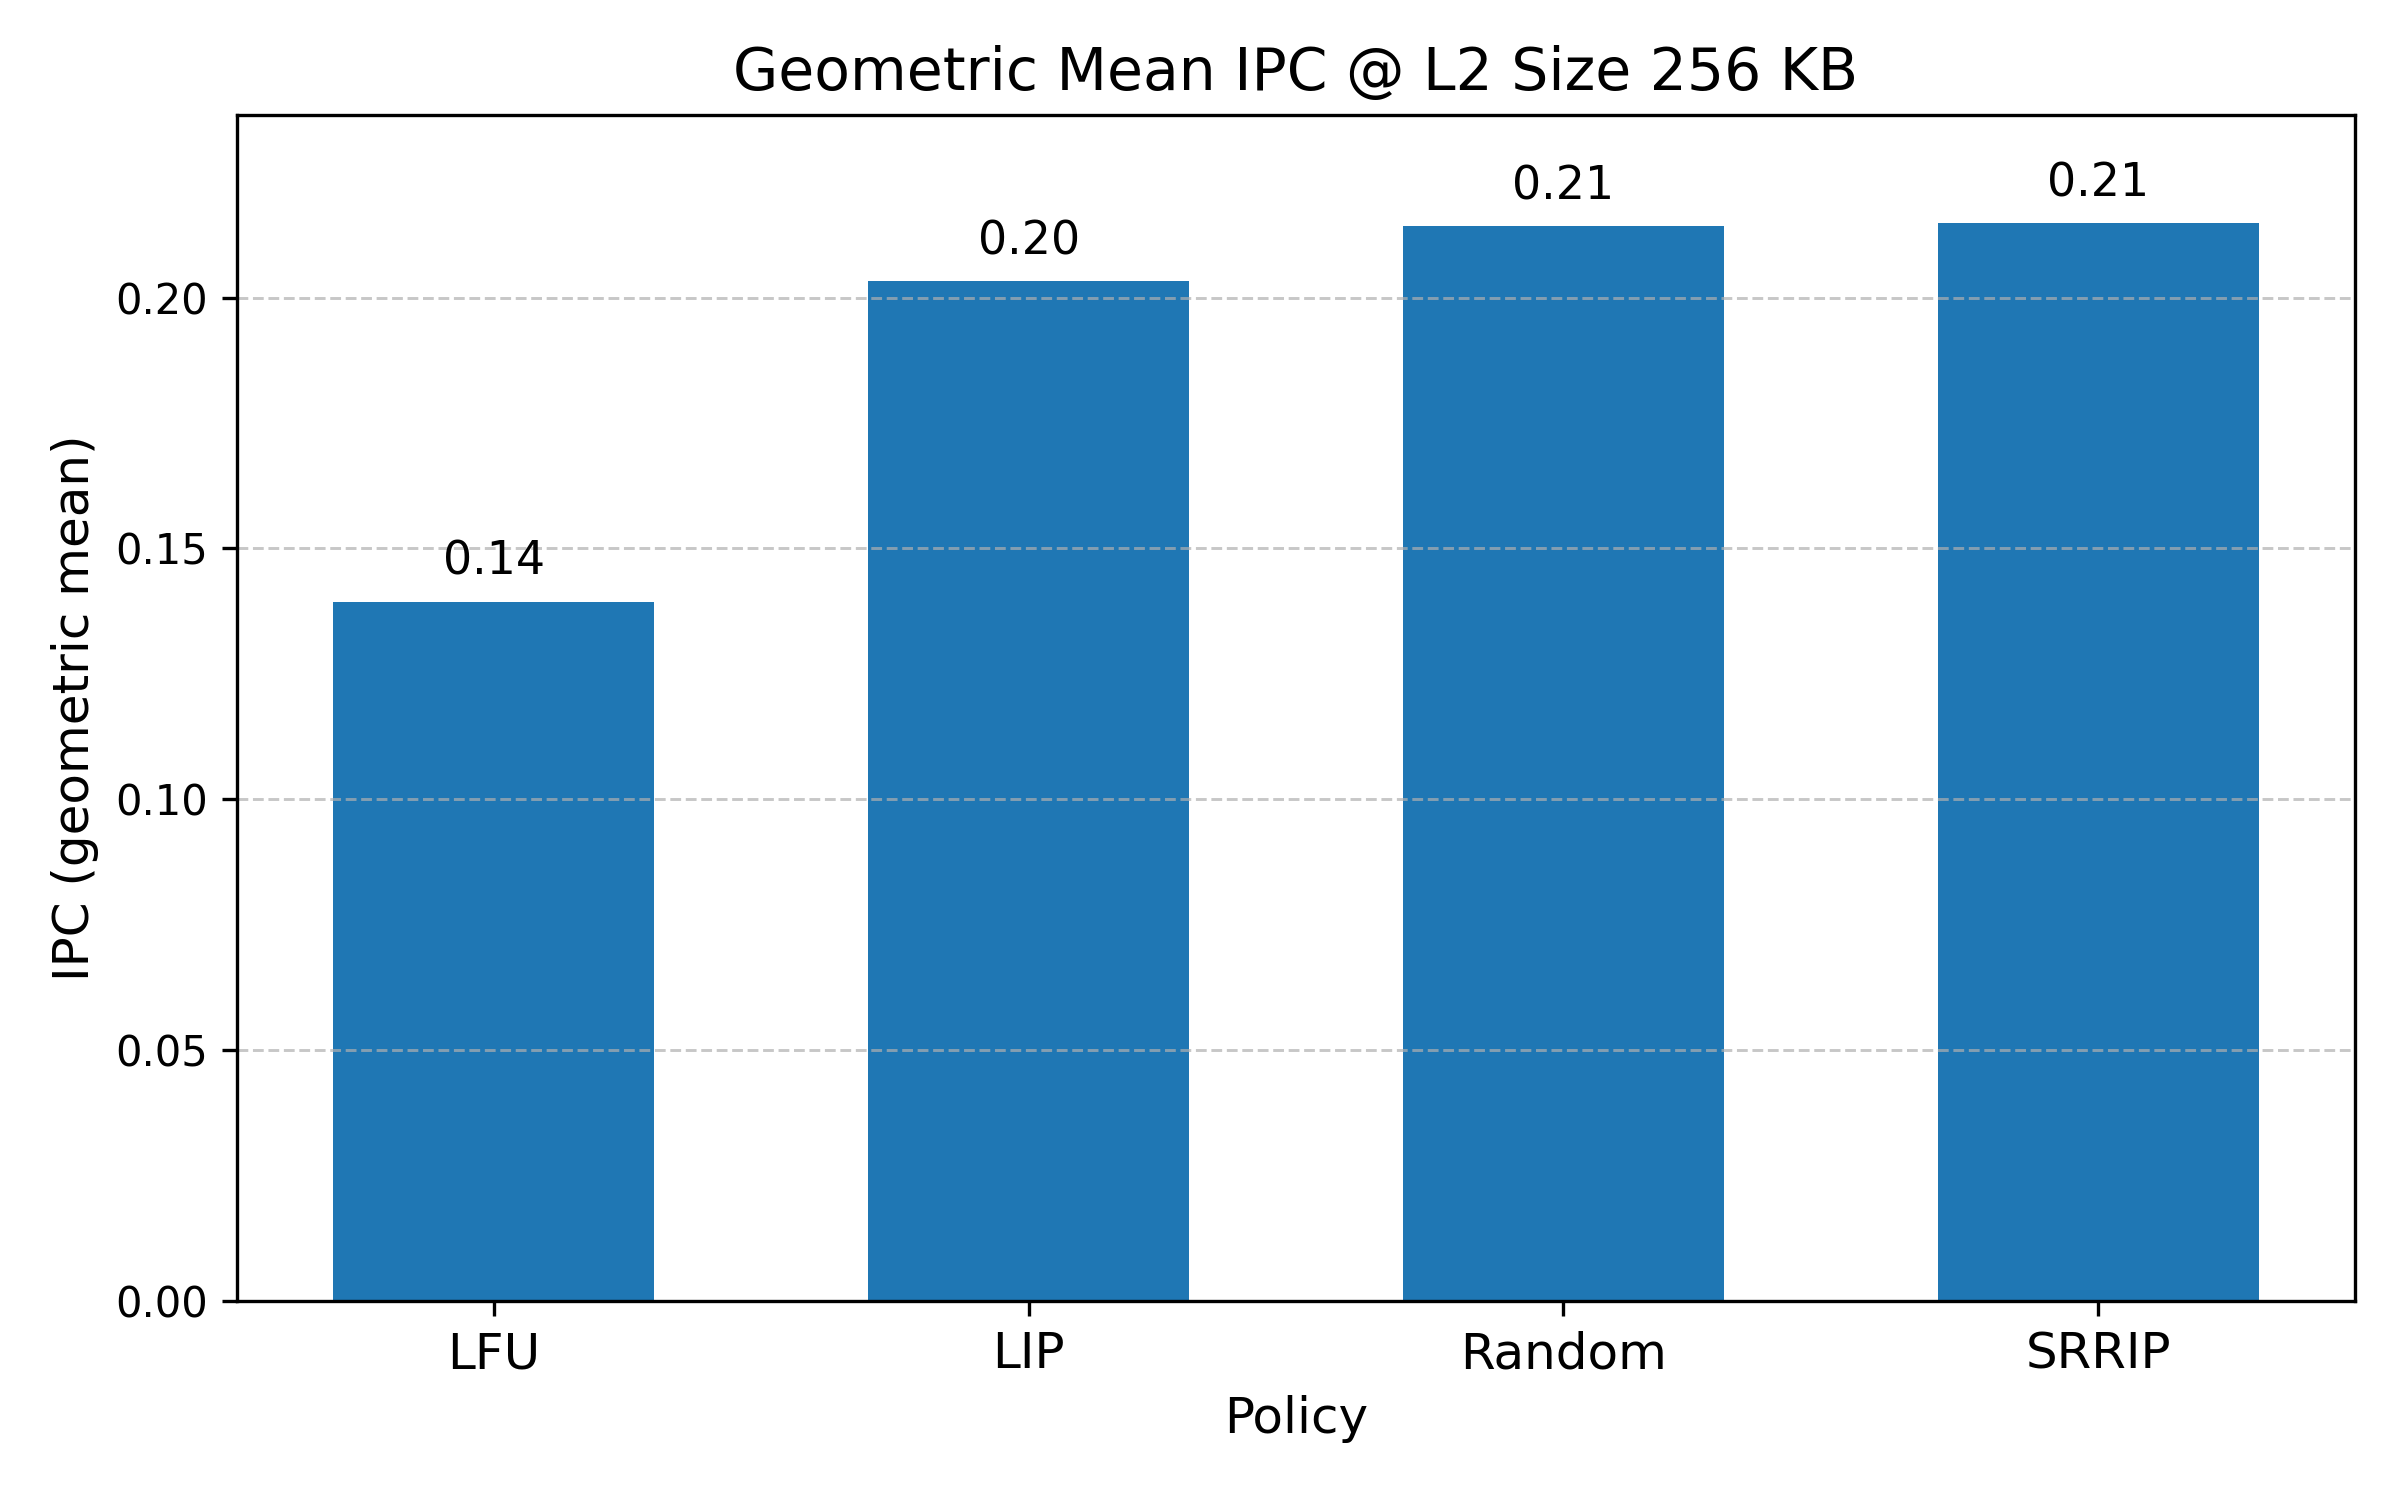 Geometric Mean IPC @ L2 Size 256 KB
IPC (geometric mean)
0.20
0.15
0.10
0.05
0.00
0.14
0.20
0.21
0.21
LFU
LIP
Random
SRRIP
Policy